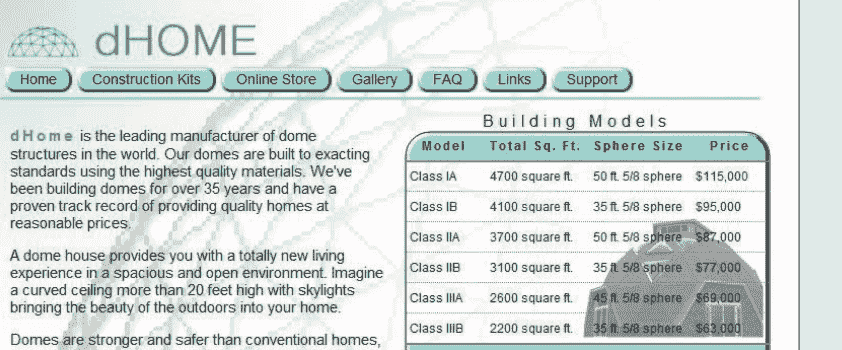 dHOME
Home Construction Kits Online Store Gallery FAQ Links Support
dHome is the leading manufacturer of dome
structures in the world. Our domes are built to exacting
standards using the highest quality materials. We've
been building domes for over 35 years and have a
proven track record of providing quality homes at
reasonable prices.
A dome house provides you with a totally new living
experience in a spacious and open environment. Imagine
a curved ceiling more than 20 feet high with skylights
bringing the beauty of the outdoors into your home.
Domes are stronger and safer than conventional homes,
Building Models
Model Total Sq. Ft. Sphere Size Price
Class IA 4700 square ft. 50 ft. 5/8 sphere $115,000
Class IB 4100 square ft. 35 ft. 5/8 sphere $95,000
Class IIA 3700 square ft. 50 ft. 5/8 sphere $87,000
Class IIB 3100 square ft. 35 ft. 5/8 sphere $77,000
Class IIIA 2600 square ft. 45 ft. 5/8 sphere $69,000
Class IIIB 2200 square ft. 35 ft. 5/8 sphere $63,000